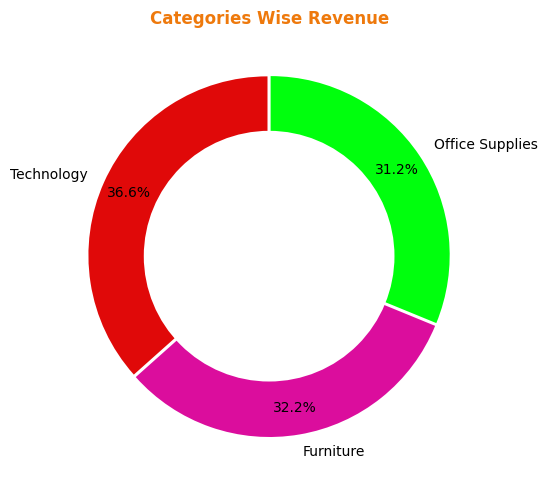 Categories Wise Revenue
Office Supplies
31.2%
Technology
36.6%
32.2%
Furniture